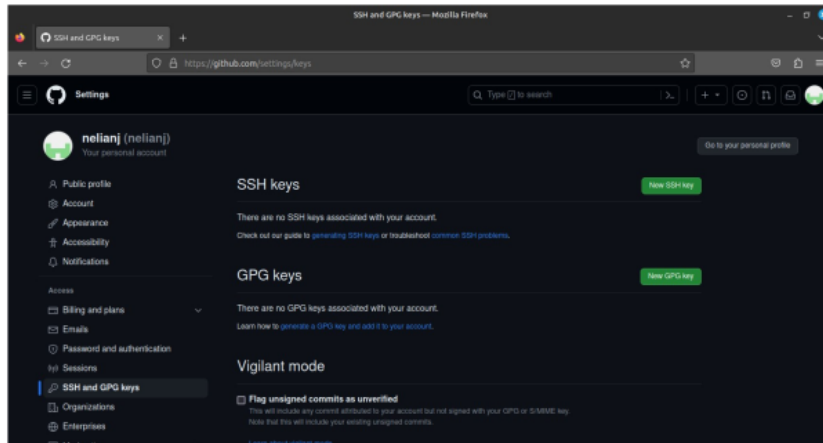 SSH and GPG keys — Mozilla Firefox
SSH and GPG keys
https://github.com/settings/keys
Settings
Type / to search
nelianj (nelianj)
Your personal account
Go to your personal profile
Public profile
Account
Appearance
Accessibility
Notifications
Access
Billing and plans
Emails
Password and authentication
Sessions
SSH and GPG keys
Organizations
Enterprises
SSH keys
New SSH key
There are no SSH keys associated with your account.
Check out our guide to generating SSH keys or troubleshoot common SSH problems.
GPG keys
New GPG key
There are no GPG keys associated with your account.
Learn how to generate a GPG key and add it to your account.
Vigilant mode
Flag unsigned commits as unverified
This will include any commit attributed to your account but not signed with your GPG or S/MIME key.
Note that this will include your existing unsigned commits.